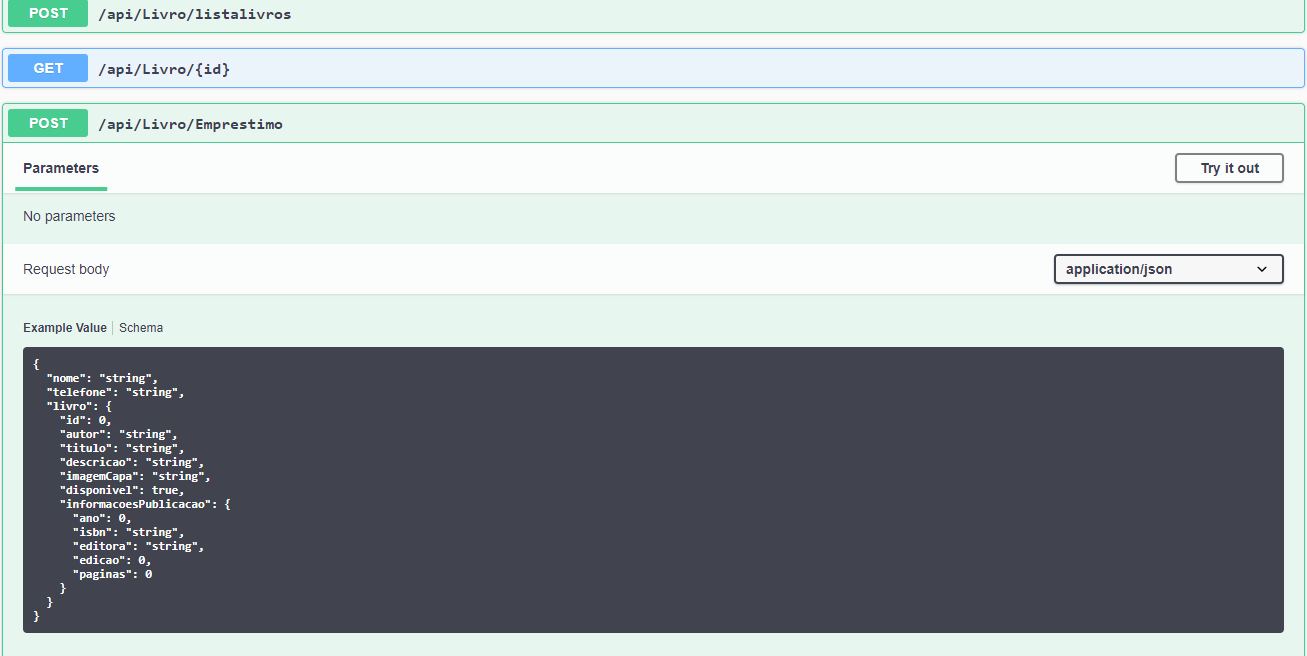 POST /api/Livro/listalivros
GET /api/Livro/{id}
POST /api/Livro/Emprestimo
Parameters Try it out
No parameters
Request body application/json
Example Value Schema
{
  "nome": "string",
  "telefone": "string",
  "livro": {
    "id": 0,
    "autor": "string",
    "titulo": "string",
    "descricao": "string",
    "imagemCapa": "string",
    "disponivel": true,
    "informacoesPublicacao": {
      "ano": 0,
      "isbn": "string",
      "editora": "string",
      "edicao": 0,
      "paginas": 0
    }
  }
}